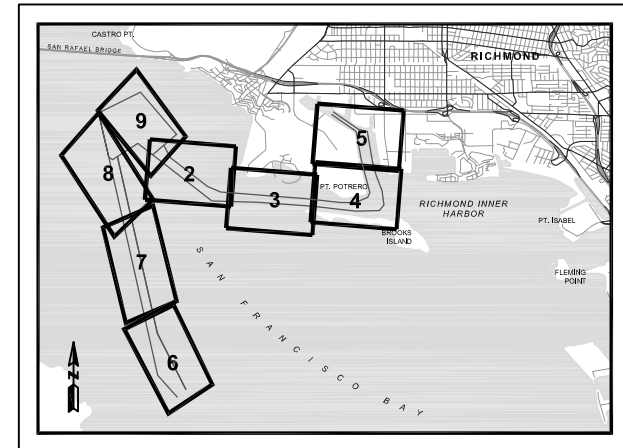 CASTRO PT.
SAN RAFAEL BRIDGE
RICHMOND
9
5
8
2
PT. POTRERO
3
4
RICHMOND INNER
HARBOR
PT. ISABEL
BROOKS
ISLAND
7
FLEMING
POINT
SAN FRANCISCO BAY
6
N